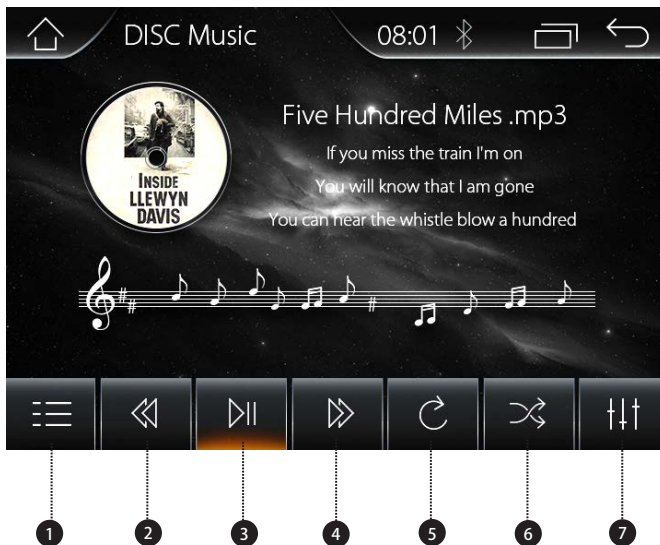 DISC Music
08:01
Five Hundred Miles .mp3
If you miss the train I'm on
You will know that I am gone
You can hear the whistle blow a hundred
INSIDE
LLEWYN
DAVIS
1 2 3 4 5 6 7